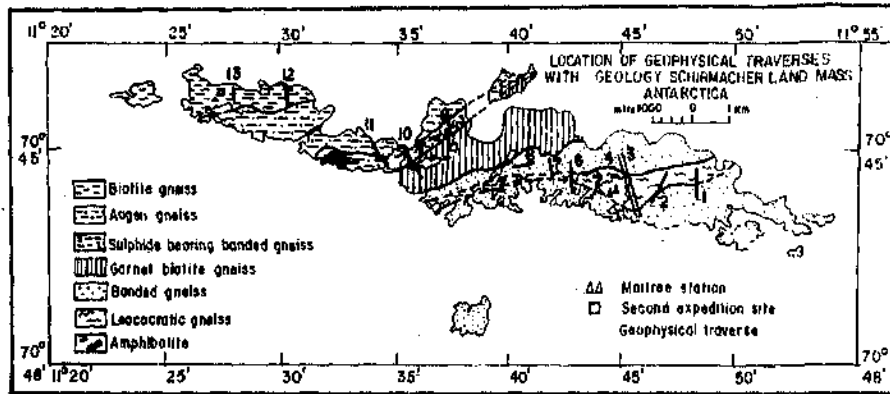 11° 20' 25' 30' 35' 40' 45' 50' 11° 55'
LOCATION OF GEOPHYSICAL TRAVERSES
WITH GEOLOGY SCHIRMACHER LAND MASS
ANTARCTICA
1000 0 1 Km
13 12
11 10
70°
45'
70°
45'
6 4 3
2 1
Biotite gneiss
Augen gneiss
Sulphide bearing banded gneiss
Garnet biotite gneiss
Banded gneiss
Leucocratic gneiss
Amphibolite
Maitree station
Second expedition site
Geophysical traverse
70°
48'
70°
48'
11° 20' 25' 30' 35' 40' 45' 50'